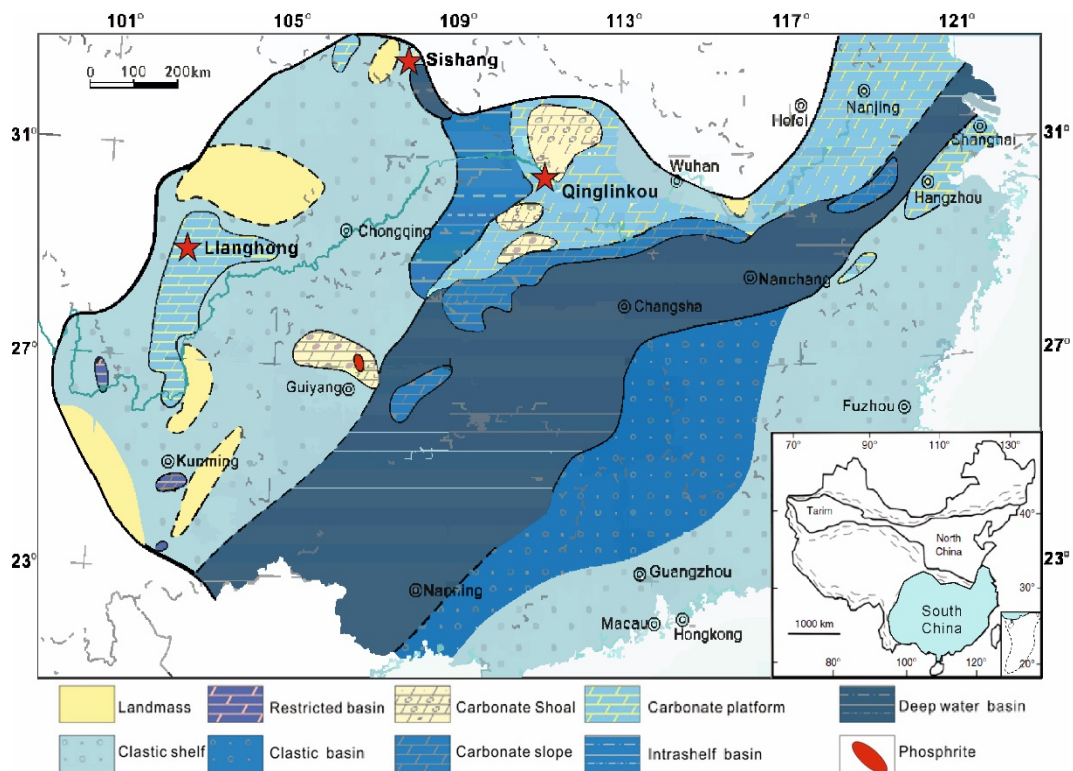 101° 105° 109° 113° 117° 121°
0 100 200km
Sishang
31°
31°
Nanjing
Hefei
Shanghai
Wuhan
Qinglinkou
Hangzhou
Chongqing
Lianghong
Nanchang
Changsha
27°
27°
Guiyang
Fuzhou
Kunming
70° 90° 110° 130°
Tarim
40°
North
China
23°
23°
Guangzhou
Nanning
30°
South
China
Macau
Hongkong
1000 km
20°
80° 100° 120°
Landmass
Restricted basin
Carbonate Shoal
Carbonate platform
Deep water basin
Clastic shelf
Clastic basin
Carbonate slope
Intrashelf basin
Phosphrite